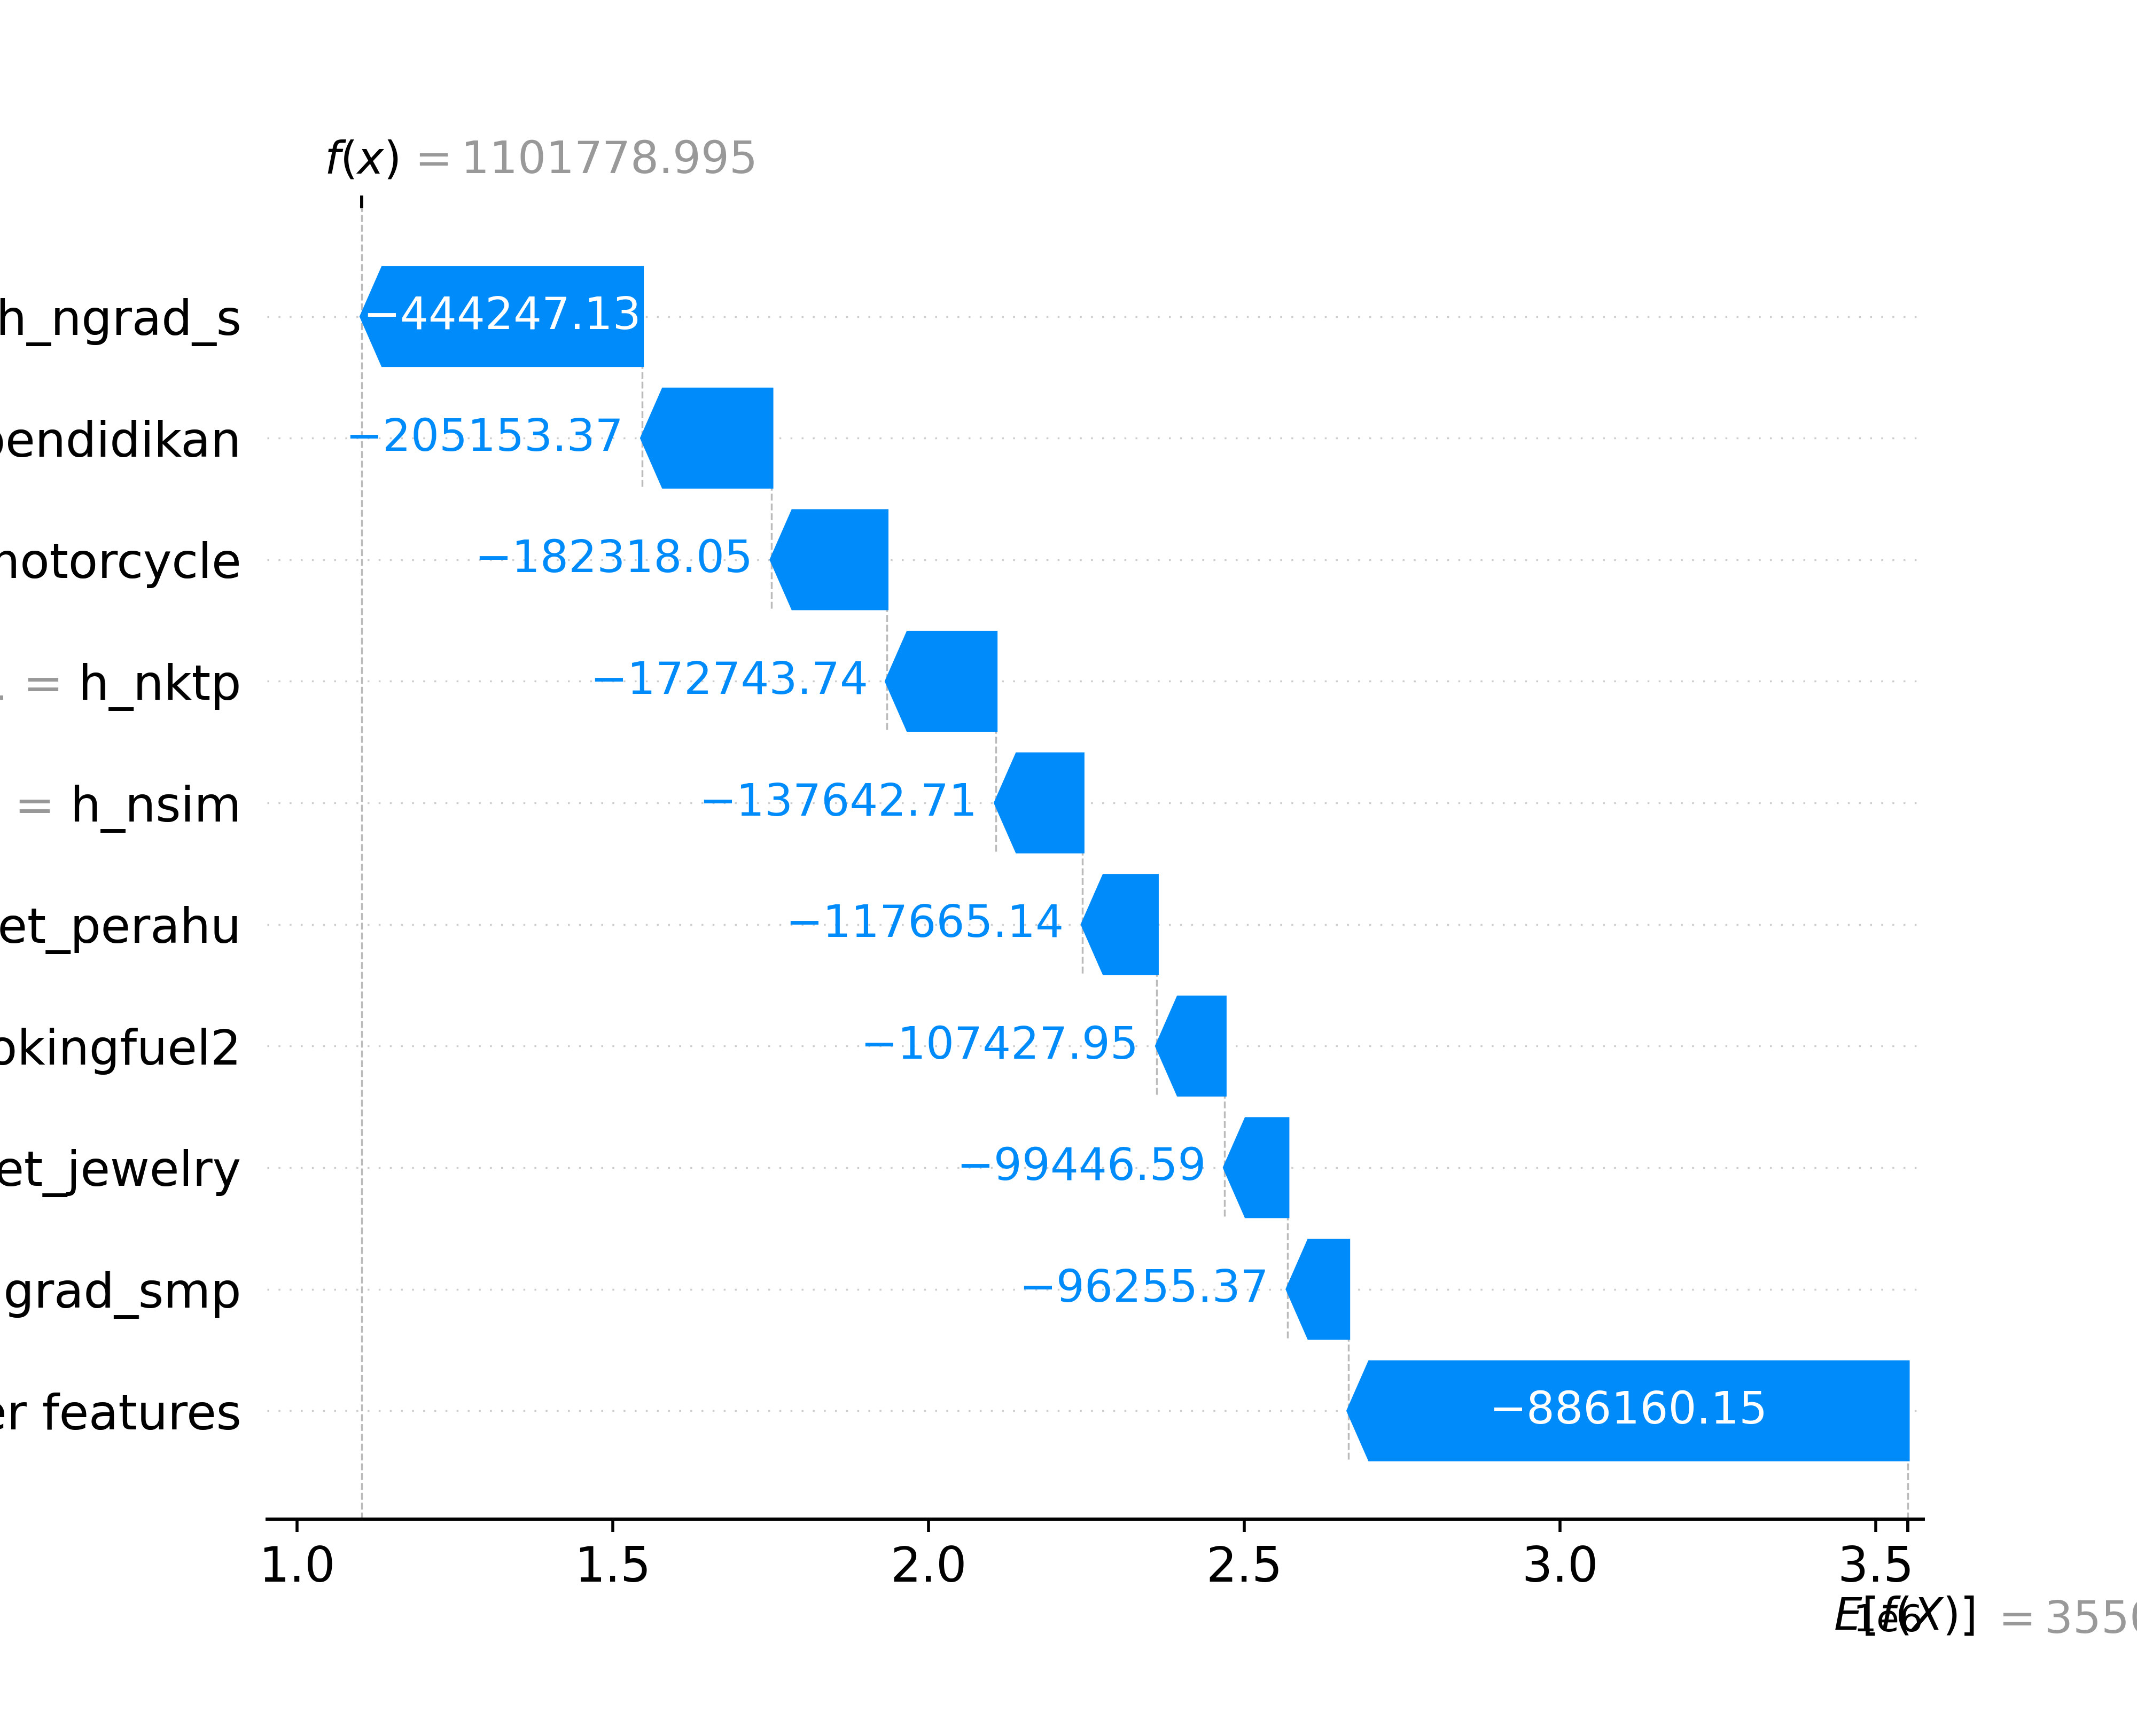 f(x) = 1101778.995
h_ngrad_s −444247.13
pendidikan −205153.37
motorcycle −182318.05
= h_nktp −172743.74
= h_nsim −137642.71
et_perahu −117665.14
okingfuel2 −107427.95
et_jewelry −99446.59
grad_smp −96255.37
er features −886160.15
1.0 1.5 2.0 2.5 3.0 3.5
1e6
E[f(X)] = 3550